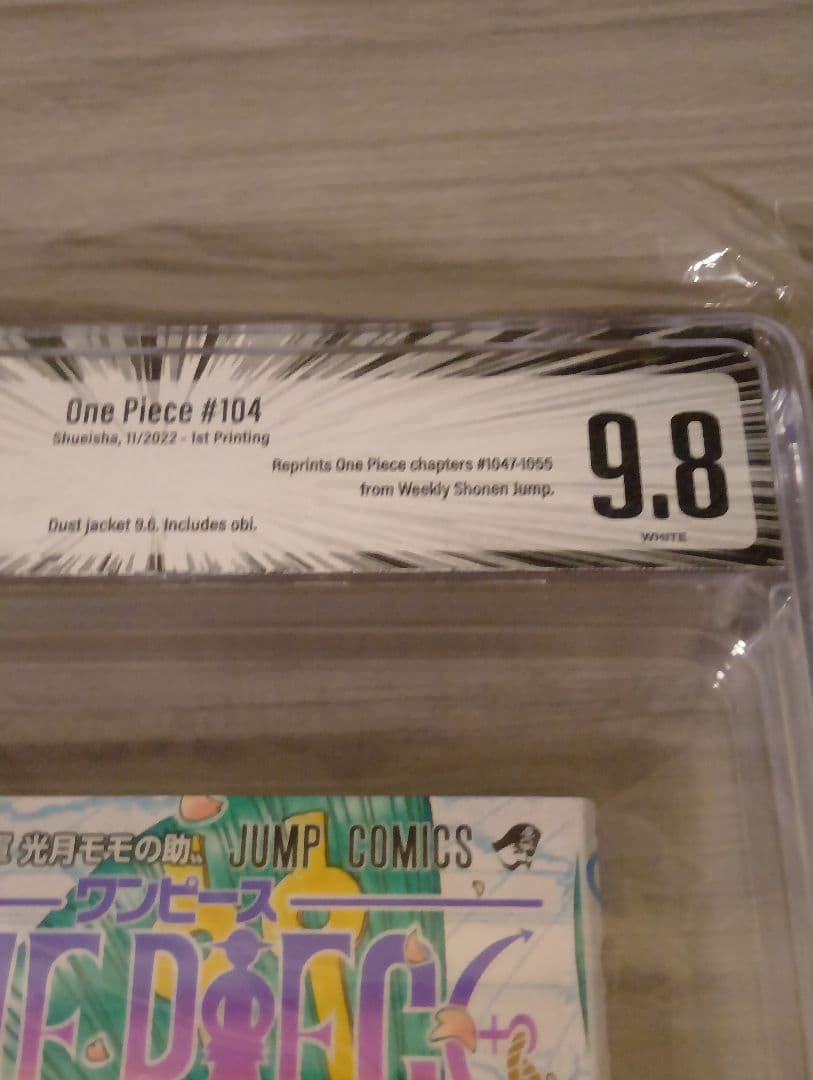 One Piece #104
Shueisha, 11/2022 - 1st Printing
Reprints One Piece chapters #1047-1055
from Weekly Shonen Jump.
Dust jacket 9.6. Includes obi.
9.8
WHITE
光月モモの助 JUMP COMICS
ワンピース
E PIEC